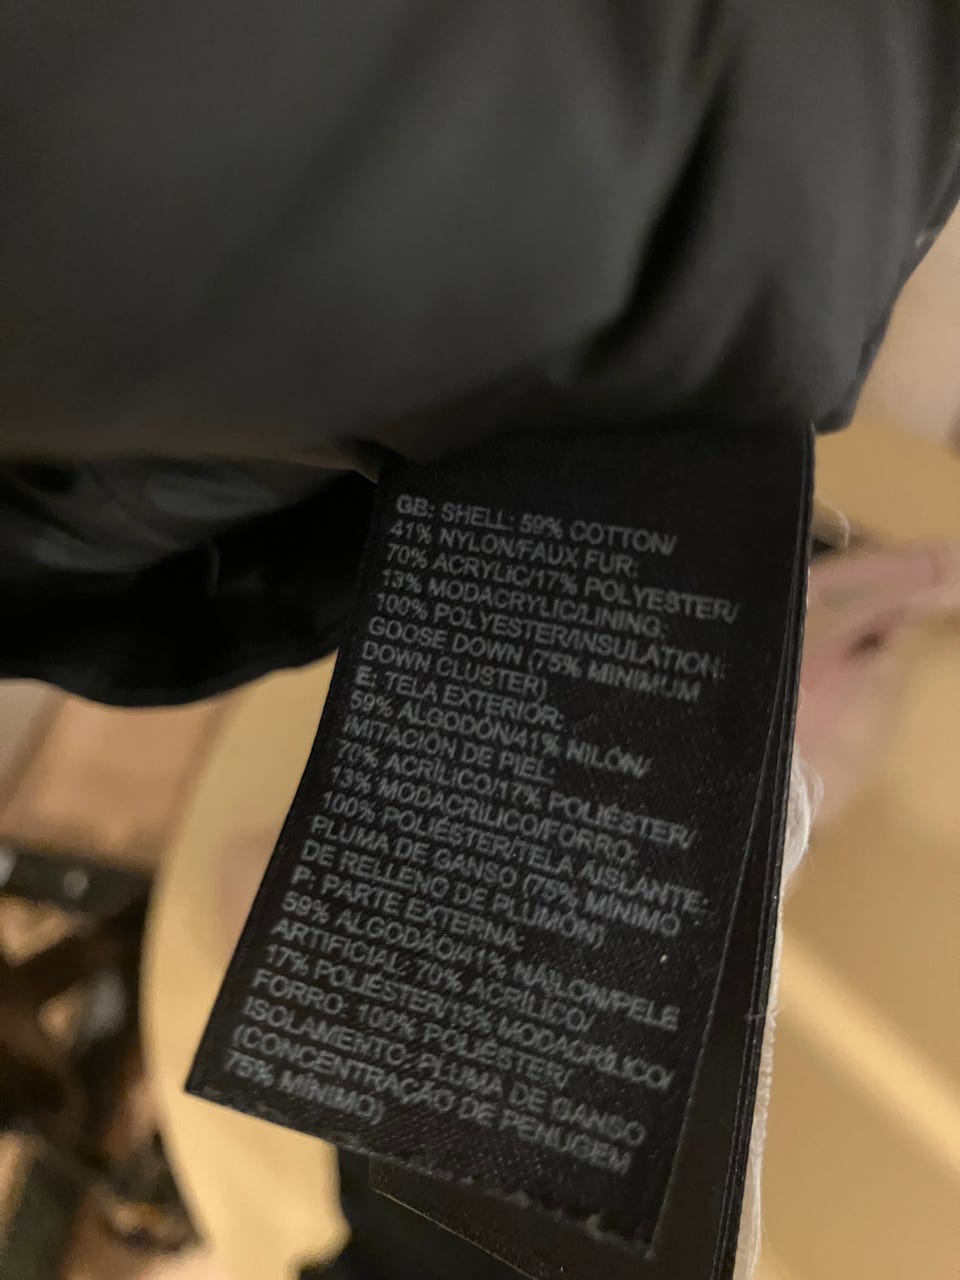 GB: SHELL: 59% COTTON/
41% NYLON/FAUX FUR:
70% ACRYLIC/17% POLYESTER/
13% MODACRYLIC/LINING:
100% POLYESTER/INSULATION:
GOOSE DOWN (75% MINIMUM
DOWN CLUSTER)
E: TELA EXTERIOR:
59% ALGODÓN/41% NILÓN/
IMITACIÓN DE PIEL:
70% ACRÍLICO/17% POLIÉSTER/
13% MODACRÍLICO/FORRO:
100% POLIÉSTER/TELA AISLANTE:
PLUMA DE GANSO (75% MÍNIMO
DE RELLENO DE PLUMÓN)
P: PARTE EXTERNA:
59% ALGODÃO/41% NÁILON/PELE
ARTIFICIAL: 70% ACRÍLICO/
17% POLIÉSTER/13% MODACRÍLICO/
FORRO: 100% POLIÉSTER/
ISOLAMENTO: PLUMA DE GANSO
(CONCENTRAÇÃO DE PENUGEM
75% MÍNIMO)